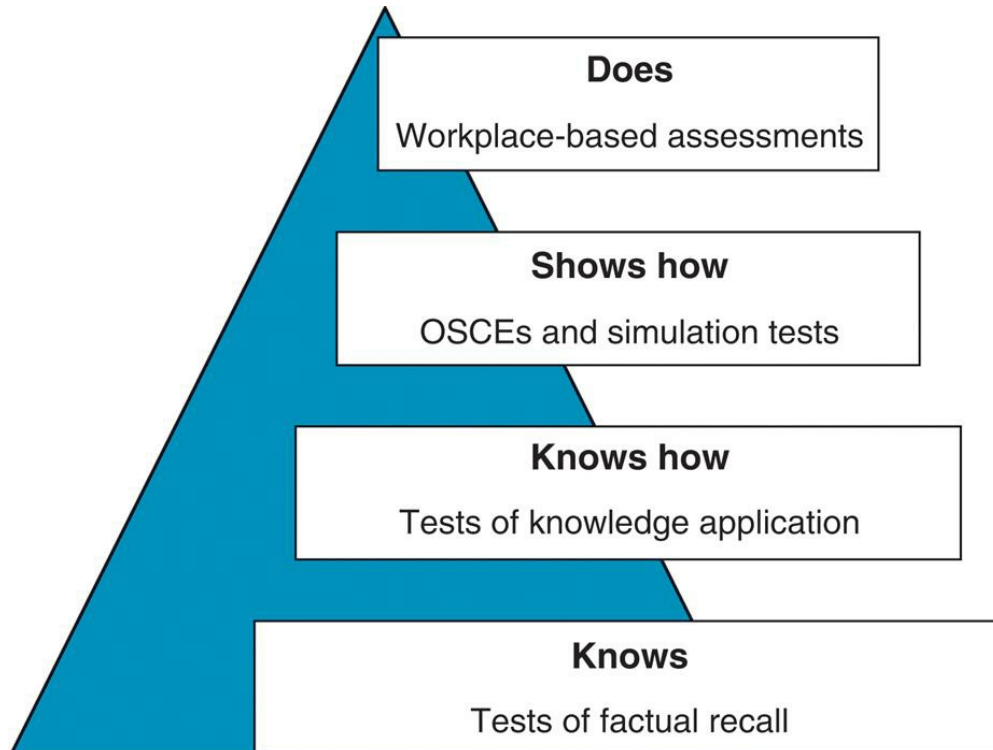 Does
Workplace-based assessments
Shows how
OSCEs and simulation tests
Knows how
Tests of knowledge application
Knows
Tests of factual recall